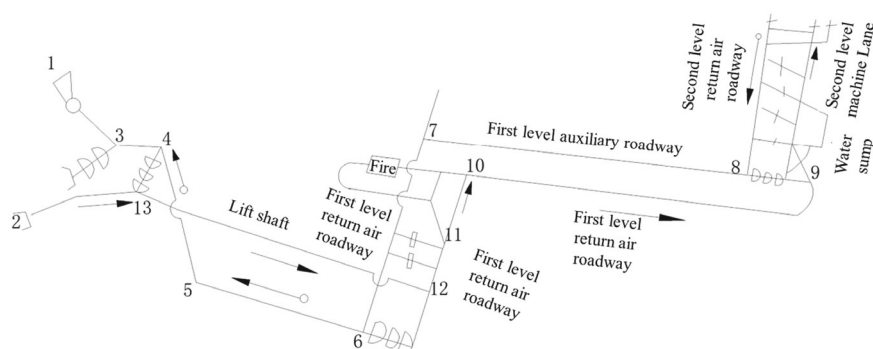 1
3
4
2
13
Lift shaft
5
6
First level
return air
roadway
Fire
7
10
11
12
First level
return air
roadway
First level auxiliary roadway
First level
return air
roadway
8
9
Second level
return air
roadway
Second level
machine Lane
Water
sump